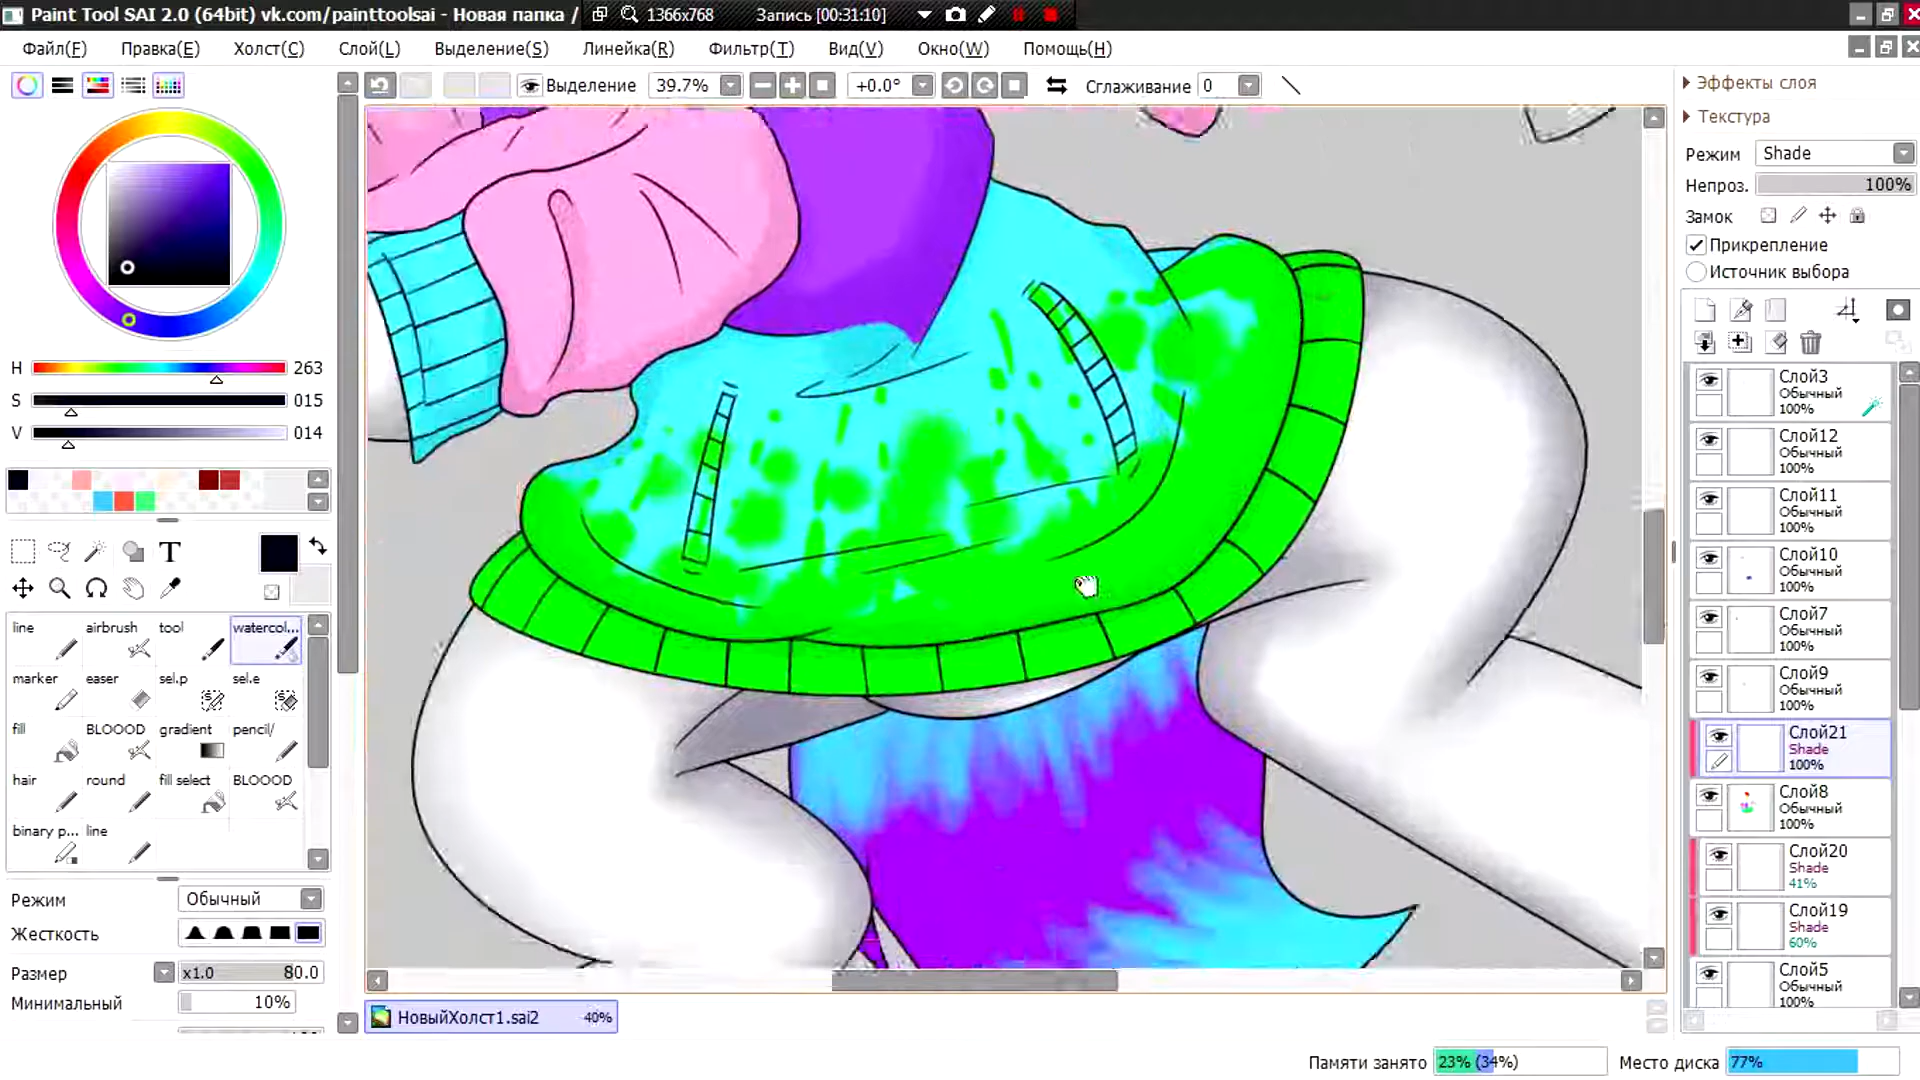 Paint Tool SAI 2.0 (64bit) vk.com/painttoolsai - Новая папка /
1366x768
Запись [00:31:10]
Файл(F) Правка(E) Холст(C) Слой(L) Выделение(S) Линейка(R) Фильтр(T) Вид(V) Окно(W) Помощь(H)
Выделение 39.7% +0.0° Сглаживание 0
H 263
S 015
V 014
T
line airbrush tool watercol...
marker easer sel.p sel.e
fill BLOOOD gradient pencil/
hair round fill select BLOOOD
binary p... line
Режим Обычный
Жесткость
Размер x1.0 80.0
Минимальный 10%
НовыйХолст1.sai2 40%
Эффекты слоя
Текстура
Режим Shade
Непроз. 100%
Замок
Прикрепление
Источник выбора
Слой3
Обычный
100%
Слой12
Обычный
100%
Слой11
Обычный
100%
Слой10
Обычный
100%
Слой7
Обычный
100%
Слой9
Обычный
100%
Слой21
Shade
100%
Слой8
Обычный
100%
Слой20
Shade
41%
Слой19
Shade
60%
Слой5
Обычный
100%
Памяти занято 23% (34%) Место диска 77%